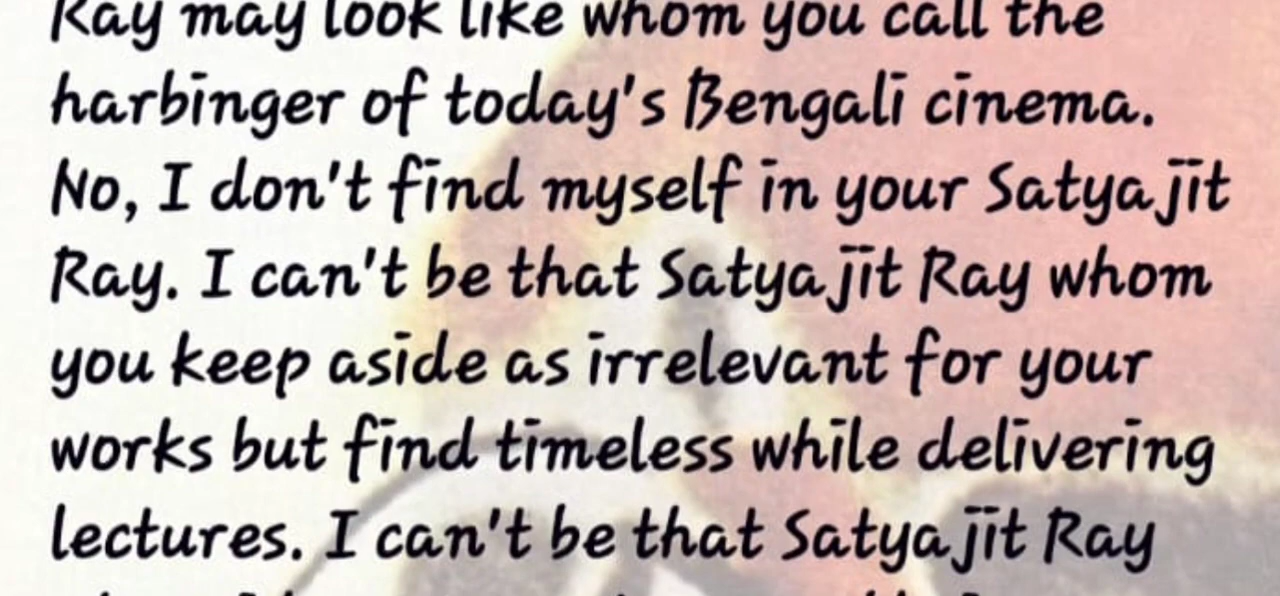 Ray may look like whom you call the
harbinger of today's Bengali cinema.
No, I don't find myself in your Satyajit
Ray. I can't be that Satyajit Ray whom
you keep aside as irrelevant for your
works but find timeless while delivering
lectures. I can't be that Satyajit Ray